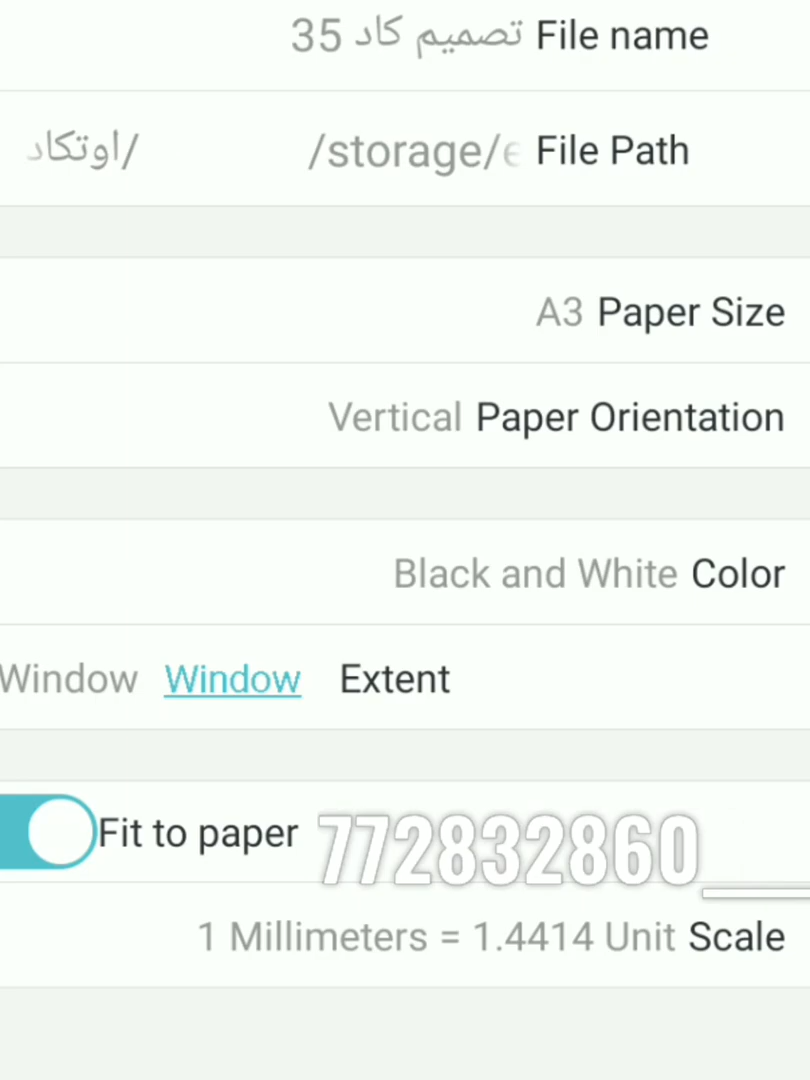 File name تصميم كاد 35
File Path /storage/e /اوتكاد
Paper Size A3
Paper Orientation Vertical
Color Black and White
Extent Window Window
Fit to paper
772832860
Scale 1 Millimeters = 1.4414 Unit